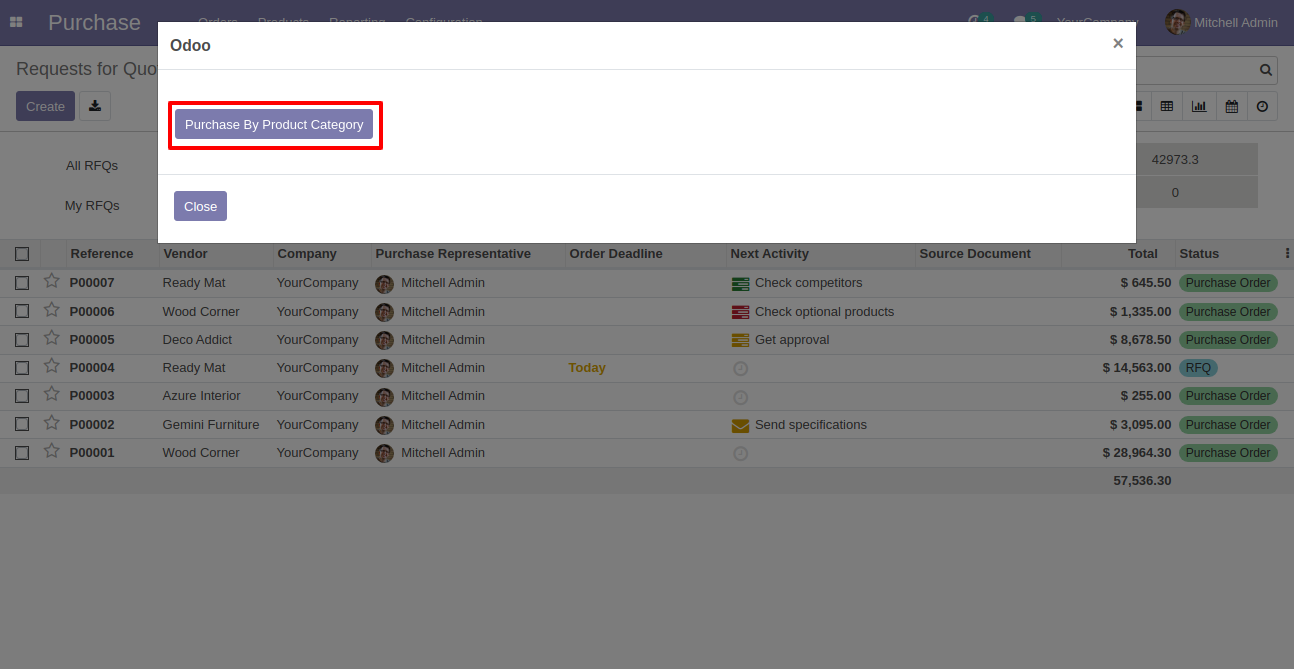 Purchase Orders Products Reporting Configuration 4 5 YourCompany Mitchell Admin
Odoo ×
Requests for Quo
Create
Purchase By Product Category
All RFQs 42973.3
My RFQs 0
Close
Reference Vendor Company Purchase Representative Order Deadline Next Activity Source Document Total Status
P00007 Ready Mat YourCompany Mitchell Admin Check competitors $ 645.50 Purchase Order
P00006 Wood Corner YourCompany Mitchell Admin Check optional products $ 1,335.00 Purchase Order
P00005 Deco Addict YourCompany Mitchell Admin Get approval $ 8,678.50 Purchase Order
P00004 Ready Mat YourCompany Mitchell Admin Today $ 14,563.00 RFQ
P00003 Azure Interior YourCompany Mitchell Admin $ 255.00 Purchase Order
P00002 Gemini Furniture YourCompany Mitchell Admin Send specifications $ 3,095.00 Purchase Order
P00001 Wood Corner YourCompany Mitchell Admin $ 28,964.30 Purchase Order
57,536.30